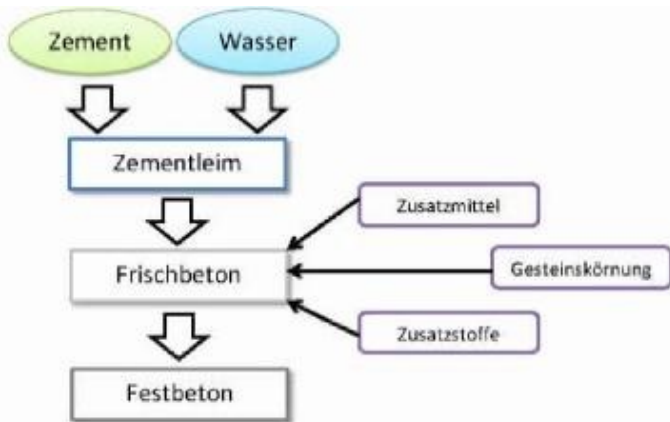 Zement
Wasser
Zementleim
Zusatzmittel
Frischbeton
Gesteinskörnung
Zusatzstoffe
Festbeton